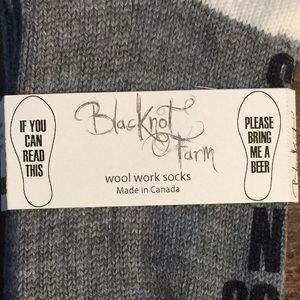 IF YOU
CAN
READ
THIS
BlacKnot
Farm
wool work socks
Made in Canada
PLEASE
BRING
ME A
BEER